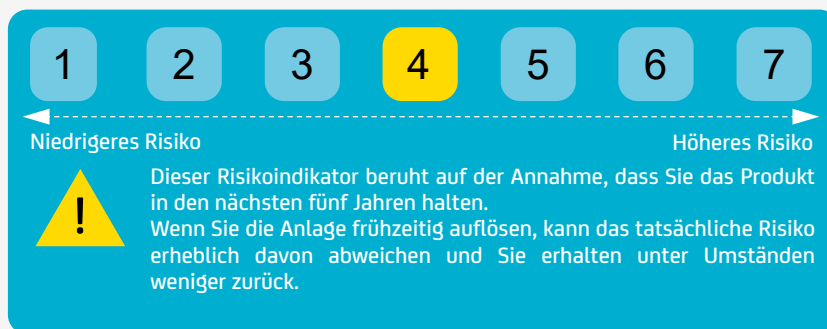 1 2 3 4 5 6 7
Niedrigeres Risiko Höheres Risiko
Dieser Risikoindikator beruht auf der Annahme, dass Sie das Produkt
in den nächsten fünf Jahren halten.
Wenn Sie die Anlage frühzeitig auflösen, kann das tatsächliche Risiko
erheblich davon abweichen und Sie erhalten unter Umständen
weniger zurück.
!